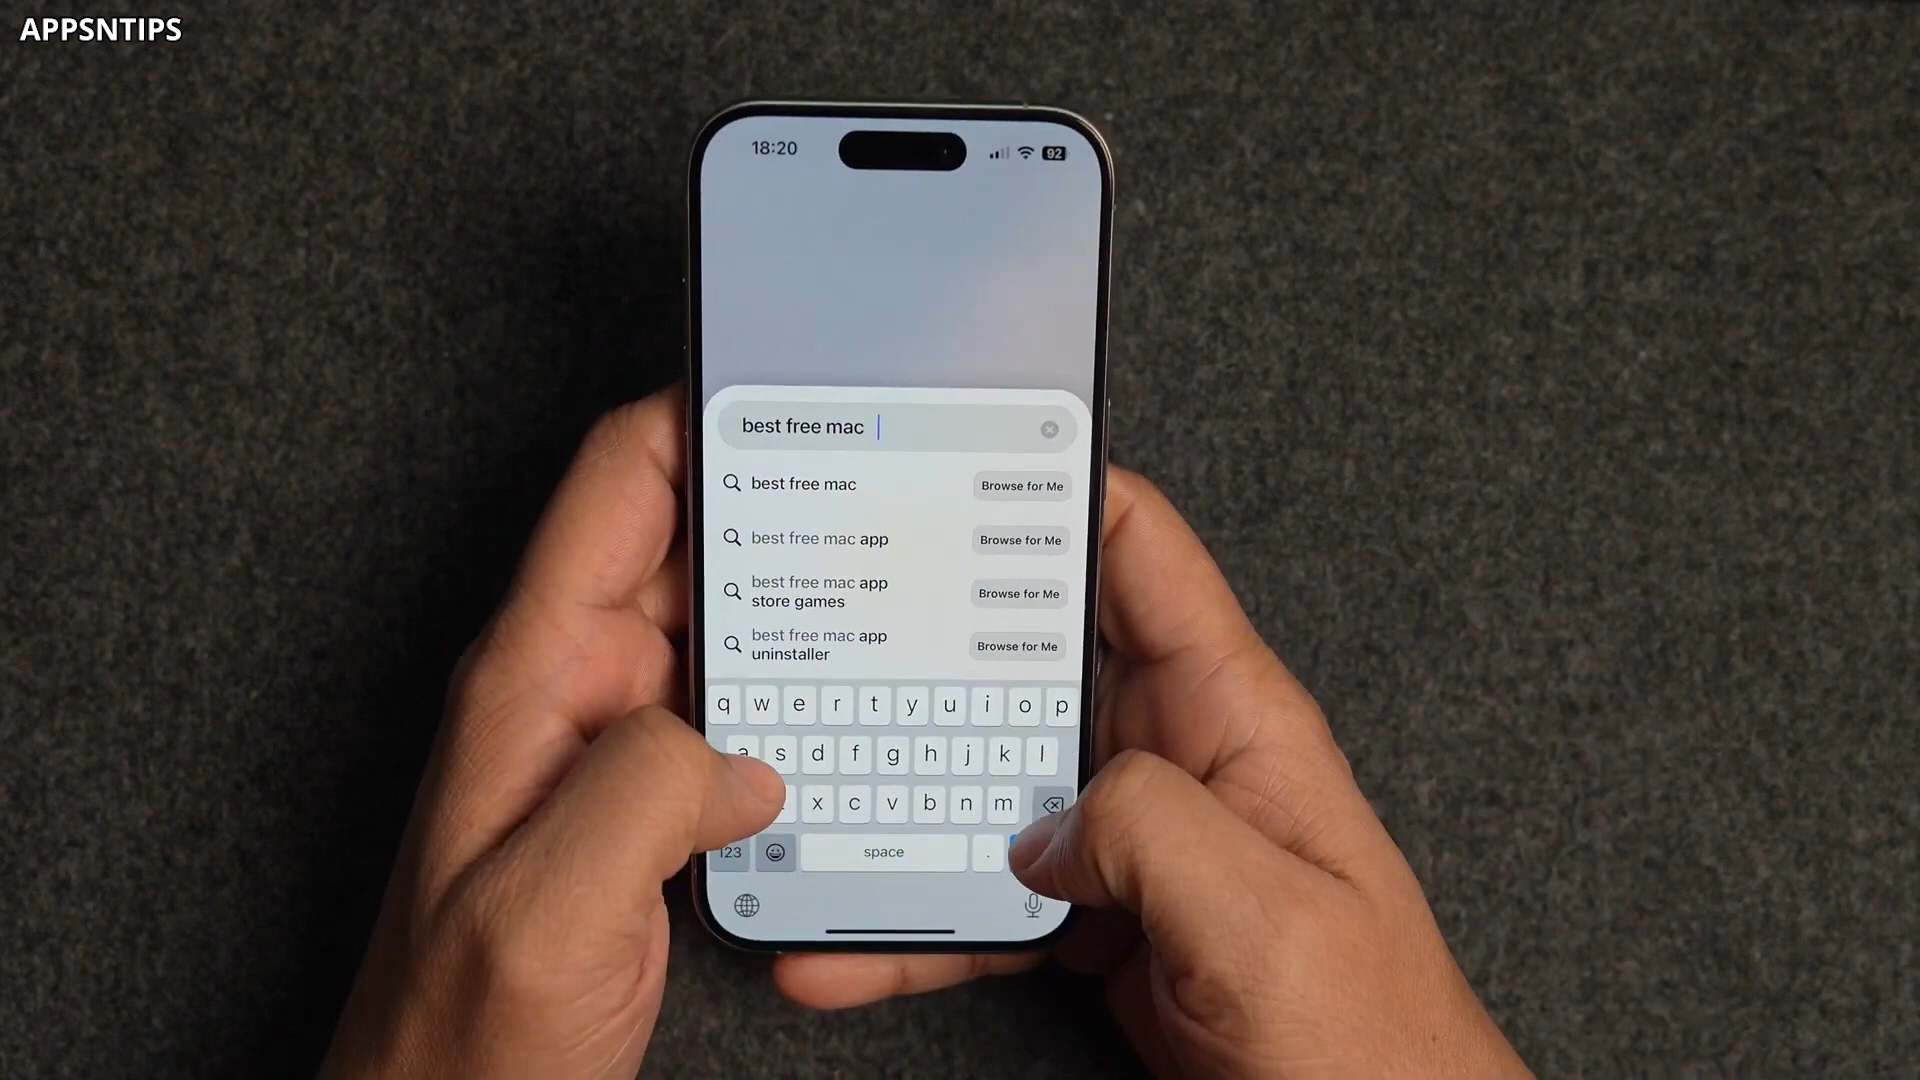 APPSNTIPS
18:20
92
best free mac
best free mac Browse for Me
best free mac app Browse for Me
best free mac app
store games
Browse for Me
best free mac app
uninstaller
Browse for Me
q w e r t y u i o p
a s d f g h j k l
x c v b n m
123 space .